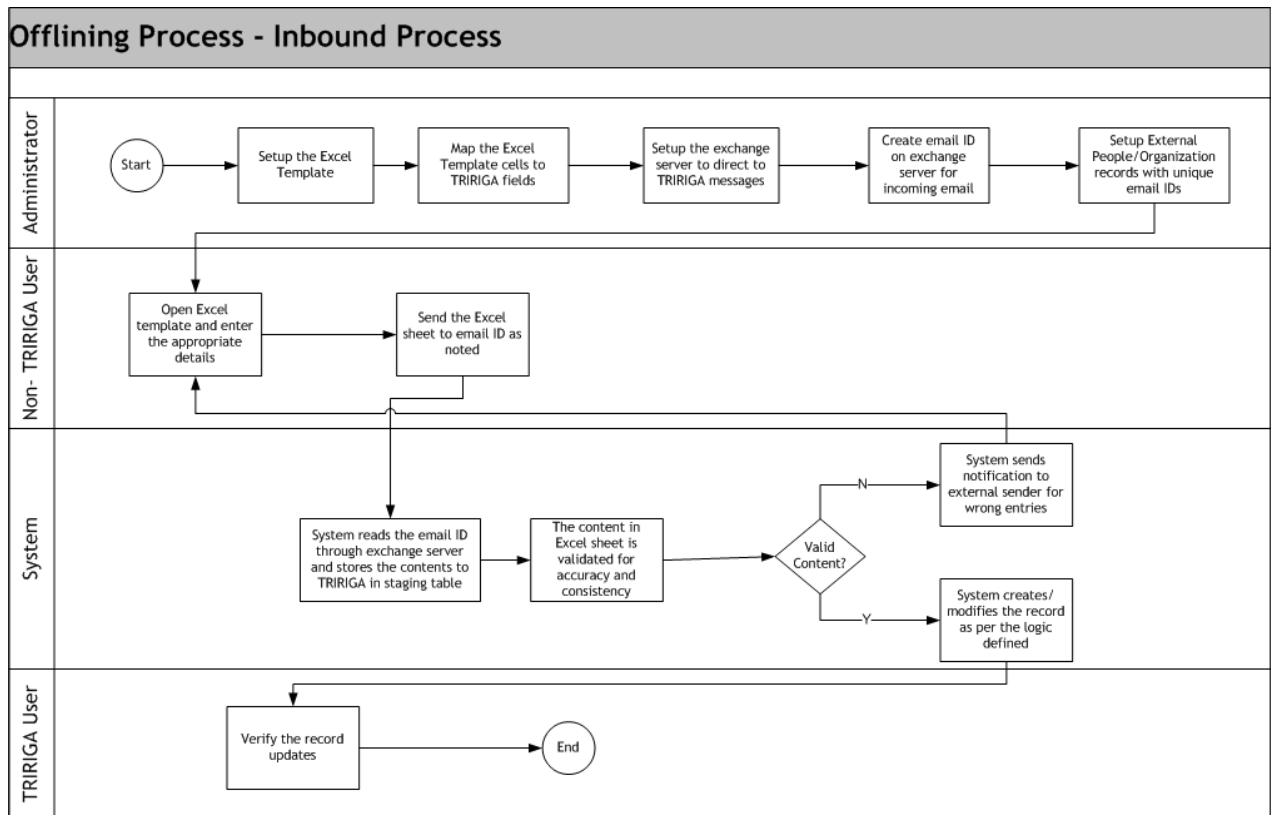 Offlining Process - Inbound Process
Administrator
Start
Setup the Excel
Template
Map the Excel
Template cells to
TRIRIGA fields
Setup the exchange
server to direct to
TRIRIGA messages
Create email ID
on exchange
server for
incoming email
Setup External
People/Organization
records with unique
email IDs
Non- TRIRIGA User
Open Excel
template and enter
the appropriate
details
Send the Excel
sheet to email ID as
noted
System
System reads the email ID
through exchange server
and stores the contents to
TRIRIGA in staging table
The content in
Excel sheet is
validated for
accuracy and
consistency
Valid
Content?
N
System sends
notification to
external sender for
wrong entries
Y
System creates/
modifies the record
as per the logic
defined
TRIRIGA User
Verify the record
updates
End